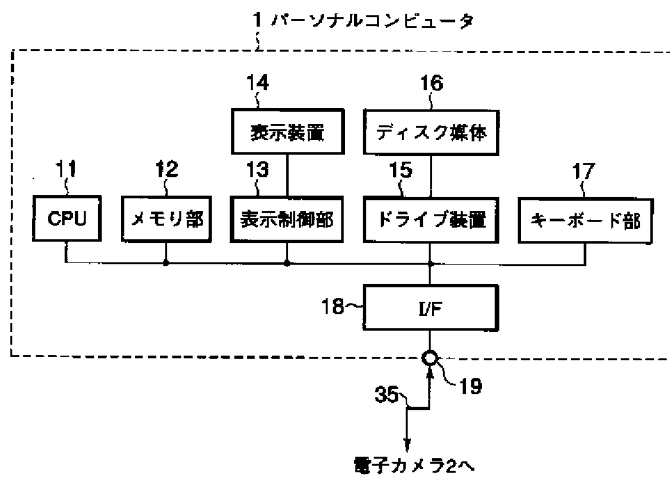 1 パーソナルコンピュータ
14
16
表示装置
ディスク媒体
11
12
13
15
17
CPU
メモリ部
表示制御部
ドライブ装置
キーボード部
18
I/F
19
35
電子カメラ2へ